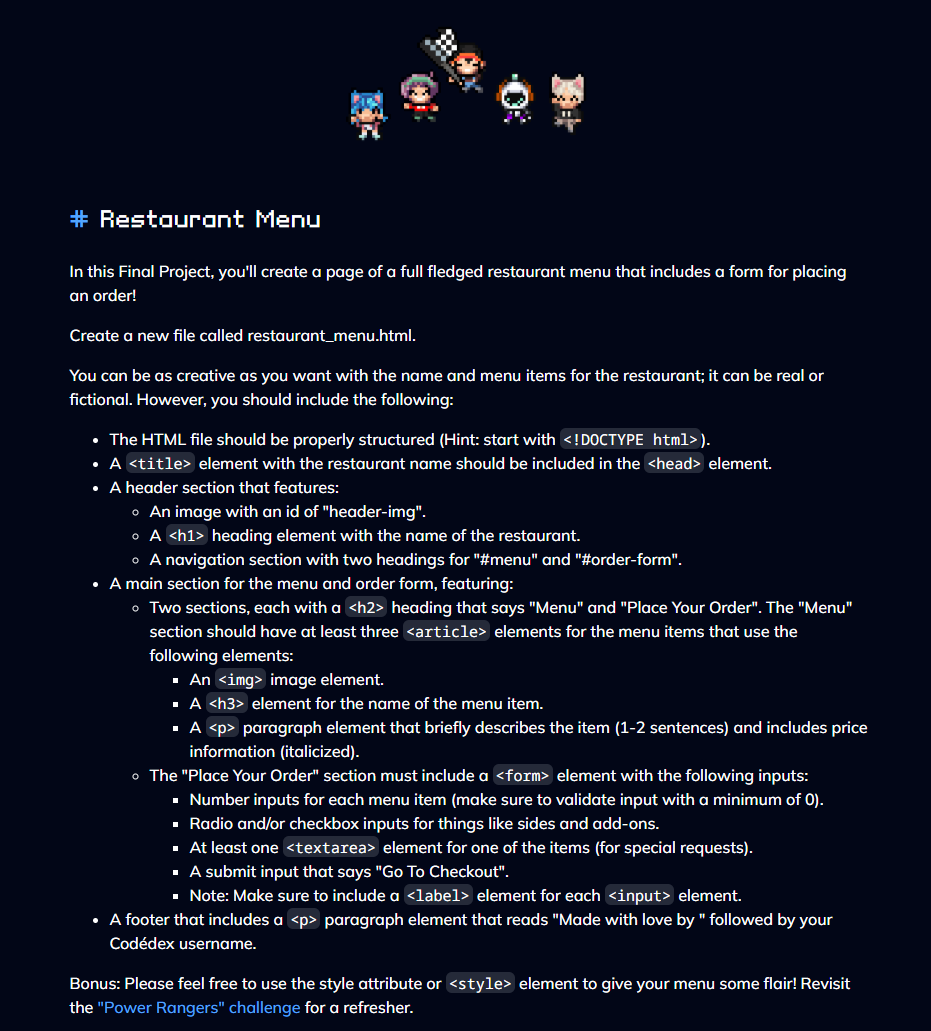 # Restaurant Menu
In this Final Project, you'll create a page of a full fledged restaurant menu that includes a form for placing
an order!
Create a new file called restaurant_menu.html.
You can be as creative as you want with the name and menu items for the restaurant; it can be real or
fictional. However, you should include the following:
• The HTML file should be properly structured (Hint: start with <!DOCTYPE html>).
• A <title> element with the restaurant name should be included in the <head> element.
• A header section that features:
◦ An image with an id of "header-img".
◦ A <h1> heading element with the name of the restaurant.
◦ A navigation section with two headings for "#menu" and "#order-form".
• A main section for the menu and order form, featuring:
◦ Two sections, each with a <h2> heading that says "Menu" and "Place Your Order". The "Menu"
section should have at least three <article> elements for the menu items that use the
following elements:
▪ An <img> image element.
▪ A <h3> element for the name of the menu item.
▪ A <p> paragraph element that briefly describes the item (1-2 sentences) and includes price
information (italicized).
◦ The "Place Your Order" section must include a <form> element with the following inputs:
▪ Number inputs for each menu item (make sure to validate input with a minimum of 0).
▪ Radio and/or checkbox inputs for things like sides and add-ons.
▪ At least one <textarea> element for one of the items (for special requests).
▪ A submit input that says "Go To Checkout".
▪ Note: Make sure to include a <label> element for each <input> element.
• A footer that includes a <p> paragraph element that reads "Made with love by " followed by your
Codédex username.
Bonus: Please feel free to use the style attribute or <style> element to give your menu some flair! Revisit
the "Power Rangers" challenge for a refresher.